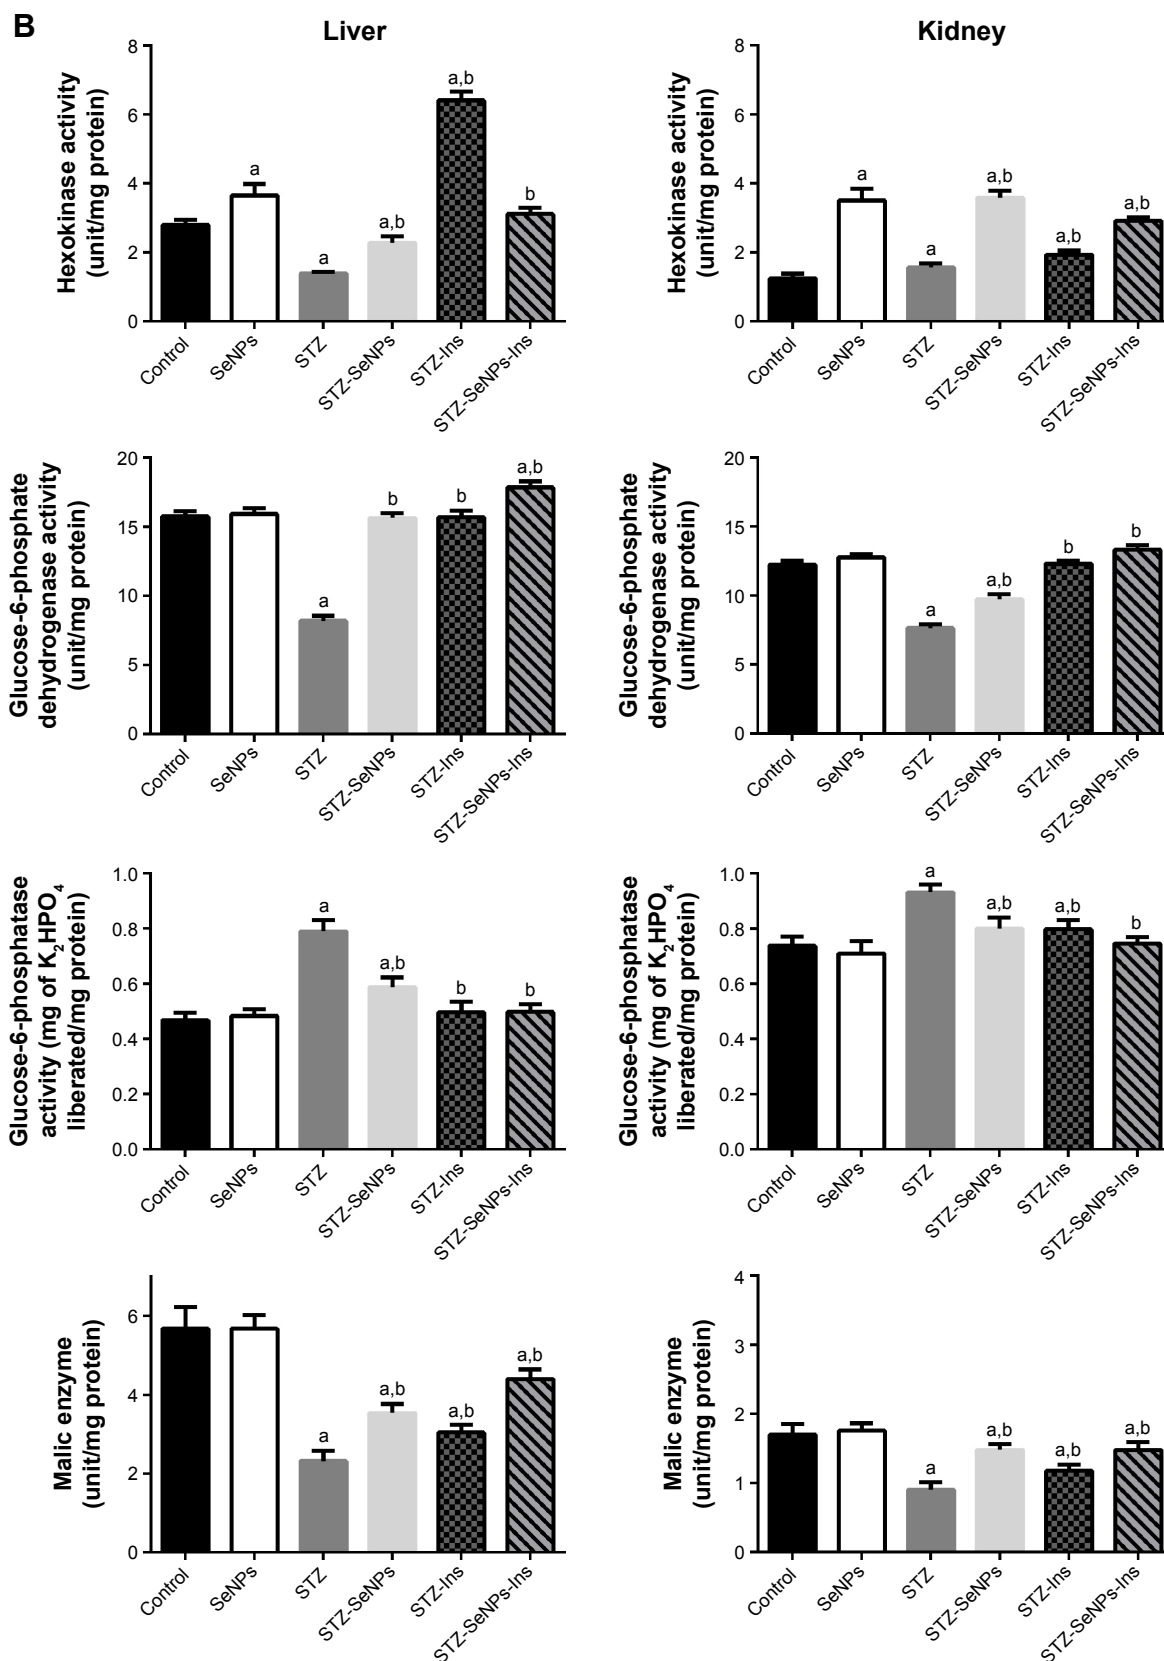 B
Liver
Kidney
Hexokinase activity
(unit/mg protein)
8
6
4
2
0
a
a
a,b
a,b
b
Control
SeNPs
STZ
STZ-SeNPs
STZ-Ins
STZ-SeNPs-Ins
Hexokinase activity
(unit/mg protein)
8
6
4
2
0
a
a
a,b
a,b
a,b
Control
SeNPs
STZ
STZ-SeNPs
STZ-Ins
STZ-SeNPs-Ins
Glucose-6-phosphate
dehydrogenase activity
(unit/mg protein)
20
15
10
5
0
a
b
b
a,b
Control
SeNPs
STZ
STZ-SeNPs
STZ-Ins
STZ-SeNPs-Ins
Glucose-6-phosphate
dehydrogenase activity
(unit/mg protein)
20
15
10
5
0
a
a,b
b
b
Control
SeNPs
STZ
STZ-SeNPs
STZ-Ins
STZ-SeNPs-Ins
Glucose-6-phosphatase
activity (mg of K₂HPO₄
liberated/mg protein)
1.0
0.8
0.6
0.4
0.2
0.0
a
a,b
b
b
Control
SeNPs
STZ
STZ-SeNPs
STZ-Ins
STZ-SeNPs-Ins
Glucose-6-phosphatase
activity (mg of K₂HPO₄
liberated/mg protein)
1.0
0.8
0.6
0.4
0.2
0.0
a
a,b
a,b
b
Control
SeNPs
STZ
STZ-SeNPs
STZ-Ins
STZ-SeNPs-Ins
Malic enzyme
(unit/mg protein)
6
4
2
0
a
a,b
a,b
a,b
Control
SeNPs
STZ
STZ-SeNPs
STZ-Ins
STZ-SeNPs-Ins
Malic enzyme
(unit/mg protein)
4
3
2
1
0
a
a,b
a,b
a,b
Control
SeNPs
STZ
STZ-SeNPs
STZ-Ins
STZ-SeNPs-Ins